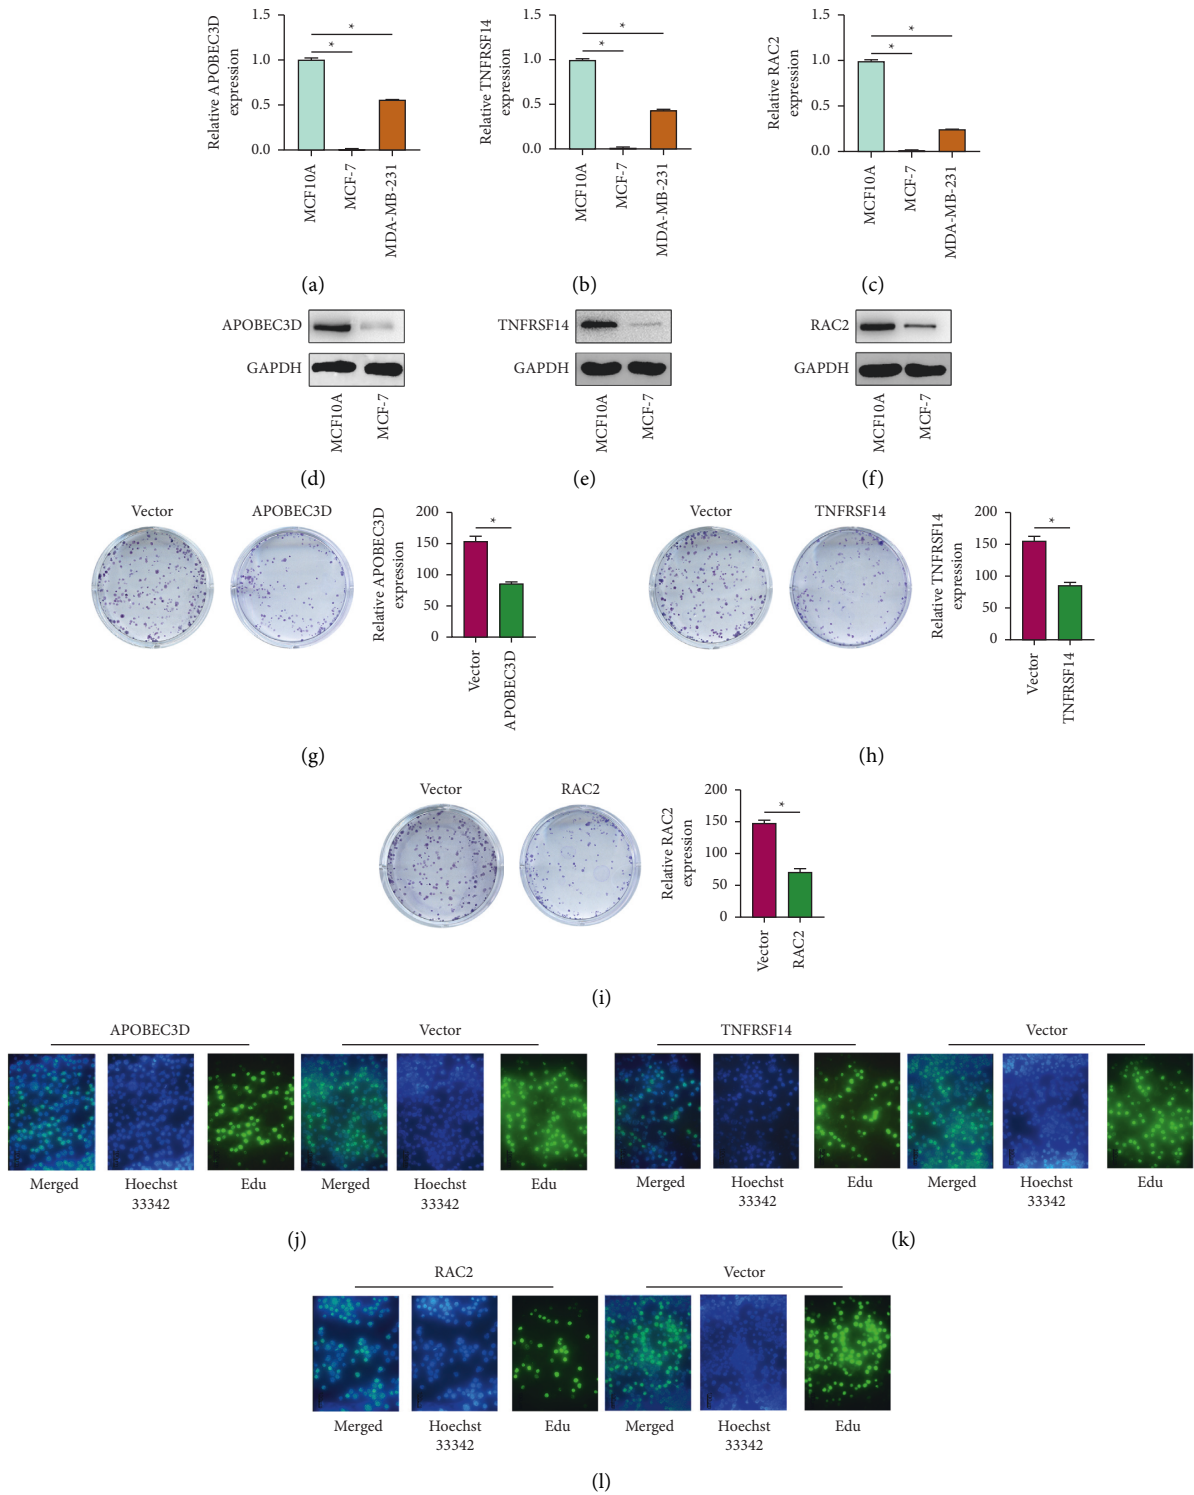 1.5
1.0
0.5
0.0
Relative APOBEC3D
expression
*
*
MCF10A
MCF-7
MDA-MB-231
(a)
1.5
1.0
0.5
0.0
Relative TNFRSF14
expression
*
*
MCF10A
MCF-7
MDA-MB-231
(b)
1.5
1.0
0.5
0.0
Relative RAC2
expression
*
*
MCF10A
MCF-7
MDA-MB-231
(c)
APOBEC3D
GAPDH
MCF10A
MCF-7
(d)
TNFRSF14
GAPDH
MCF10A
MCF-7
(e)
RAC2
GAPDH
MCF10A
MCF-7
(f)
Vector
APOBEC3D
200
150
100
50
0
Relative APOBEC3D
expression
*
Vector
APOBEC3D
(g)
Vector
TNFRSF14
200
150
100
50
0
Relative TNFRSF14
expression
*
Vector
TNFRSF14
(h)
Vector
RAC2
200
150
100
50
0
Relative RAC2
expression
*
Vector
RAC2
(i)
APOBEC3D
Vector
Merged
Hoechst
33342
Edu
Merged
Hoechst
33342
Edu
(j)
TNFRSF14
Vector
Merged
Hoechst
33342
Edu
Merged
Hoechst
33342
Edu
(k)
RAC2
Vector
Merged
Hoechst
33342
Edu
Merged
Hoechst
33342
Edu
(l)